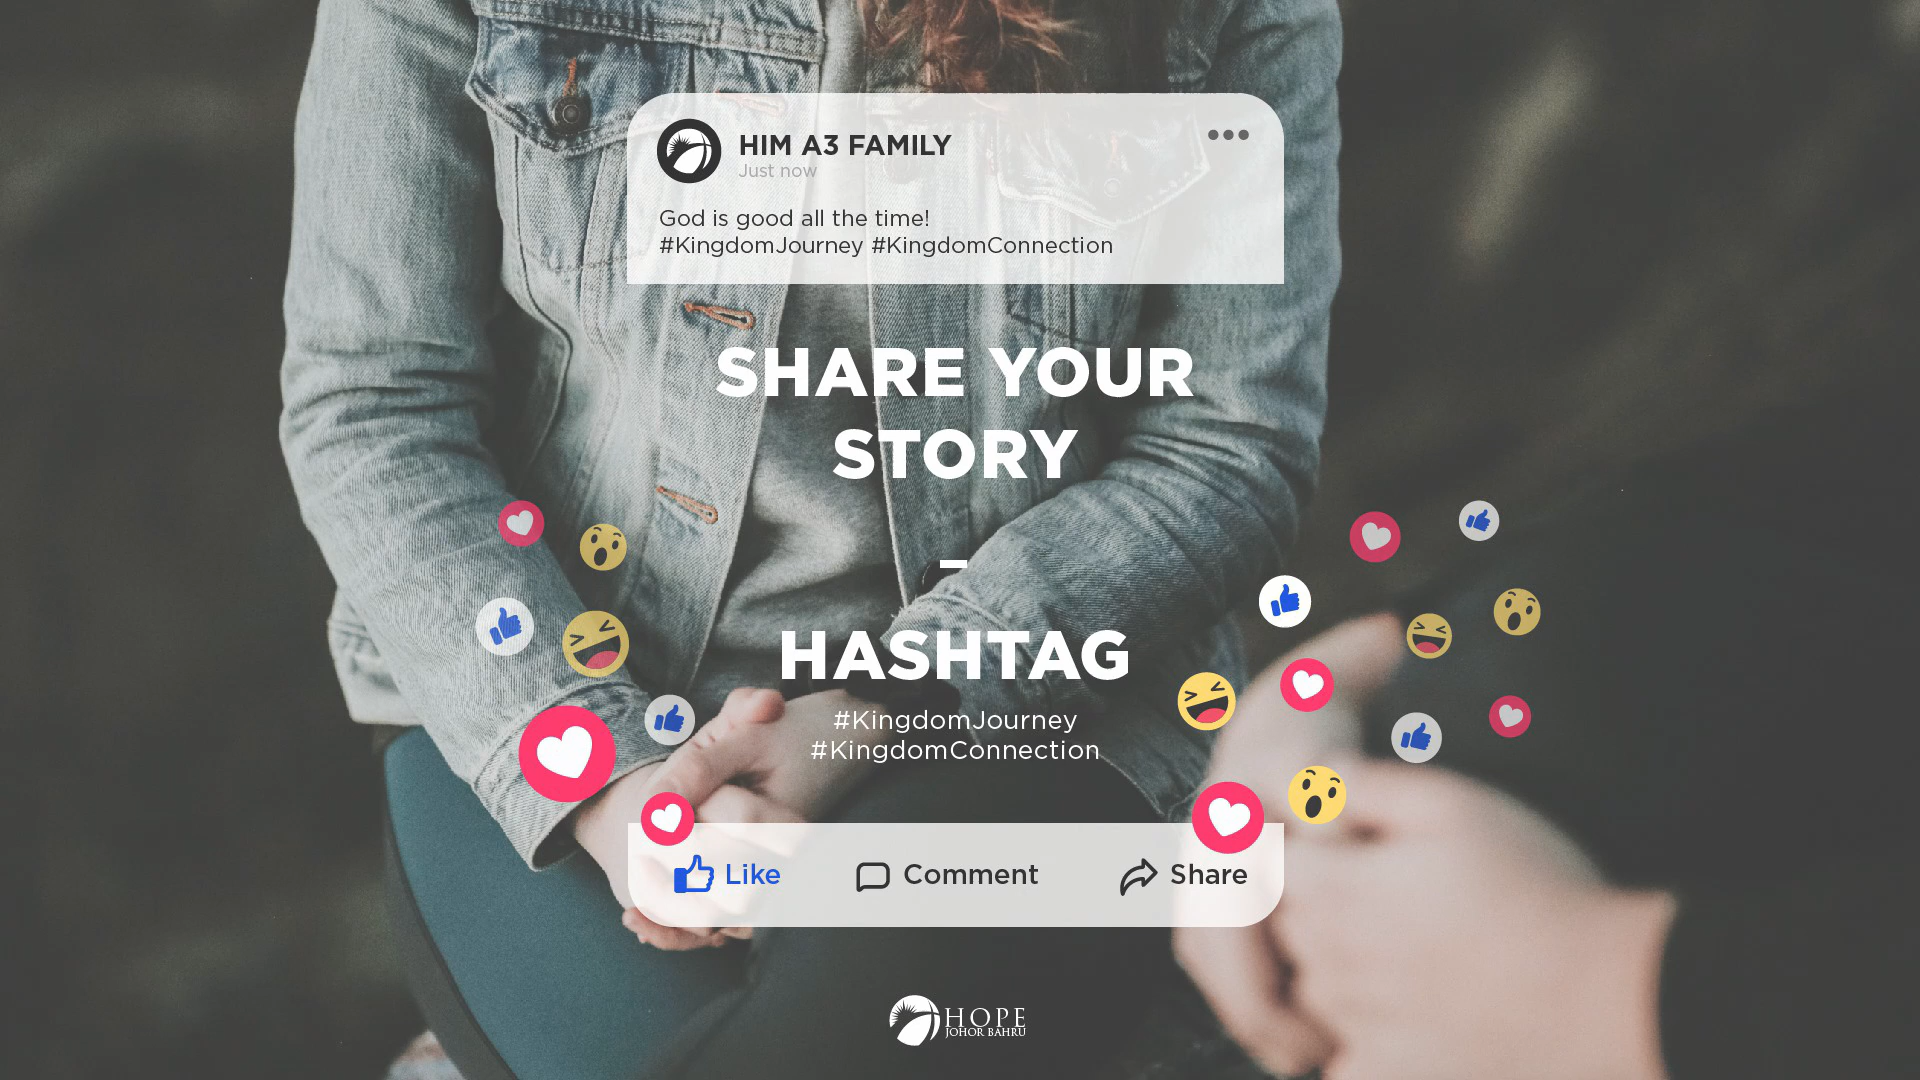 HIM A3 FAMILY
Just now
God is good all the time!
#KingdomJourney #KingdomConnection
SHARE YOUR
STORY
–
HASHTAG
#KingdomJourney
#KingdomConnection
Like
Comment
Share
HOPE
JOHOR BAHRU